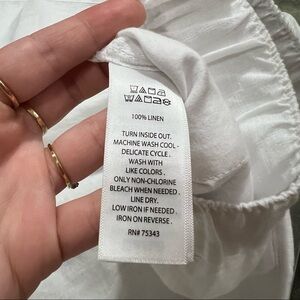 100% LINEN
TURN INSIDE OUT.
MACHINE WASH COOL -
DELICATE CYCLE.
WASH WITH
LIKE COLORS.
ONLY NON-CHLORINE
BLEACH WHEN NEEDED.
LINE DRY.
LOW IRON IF NEEDED.
IRON ON REVERSE.
RN# 75343